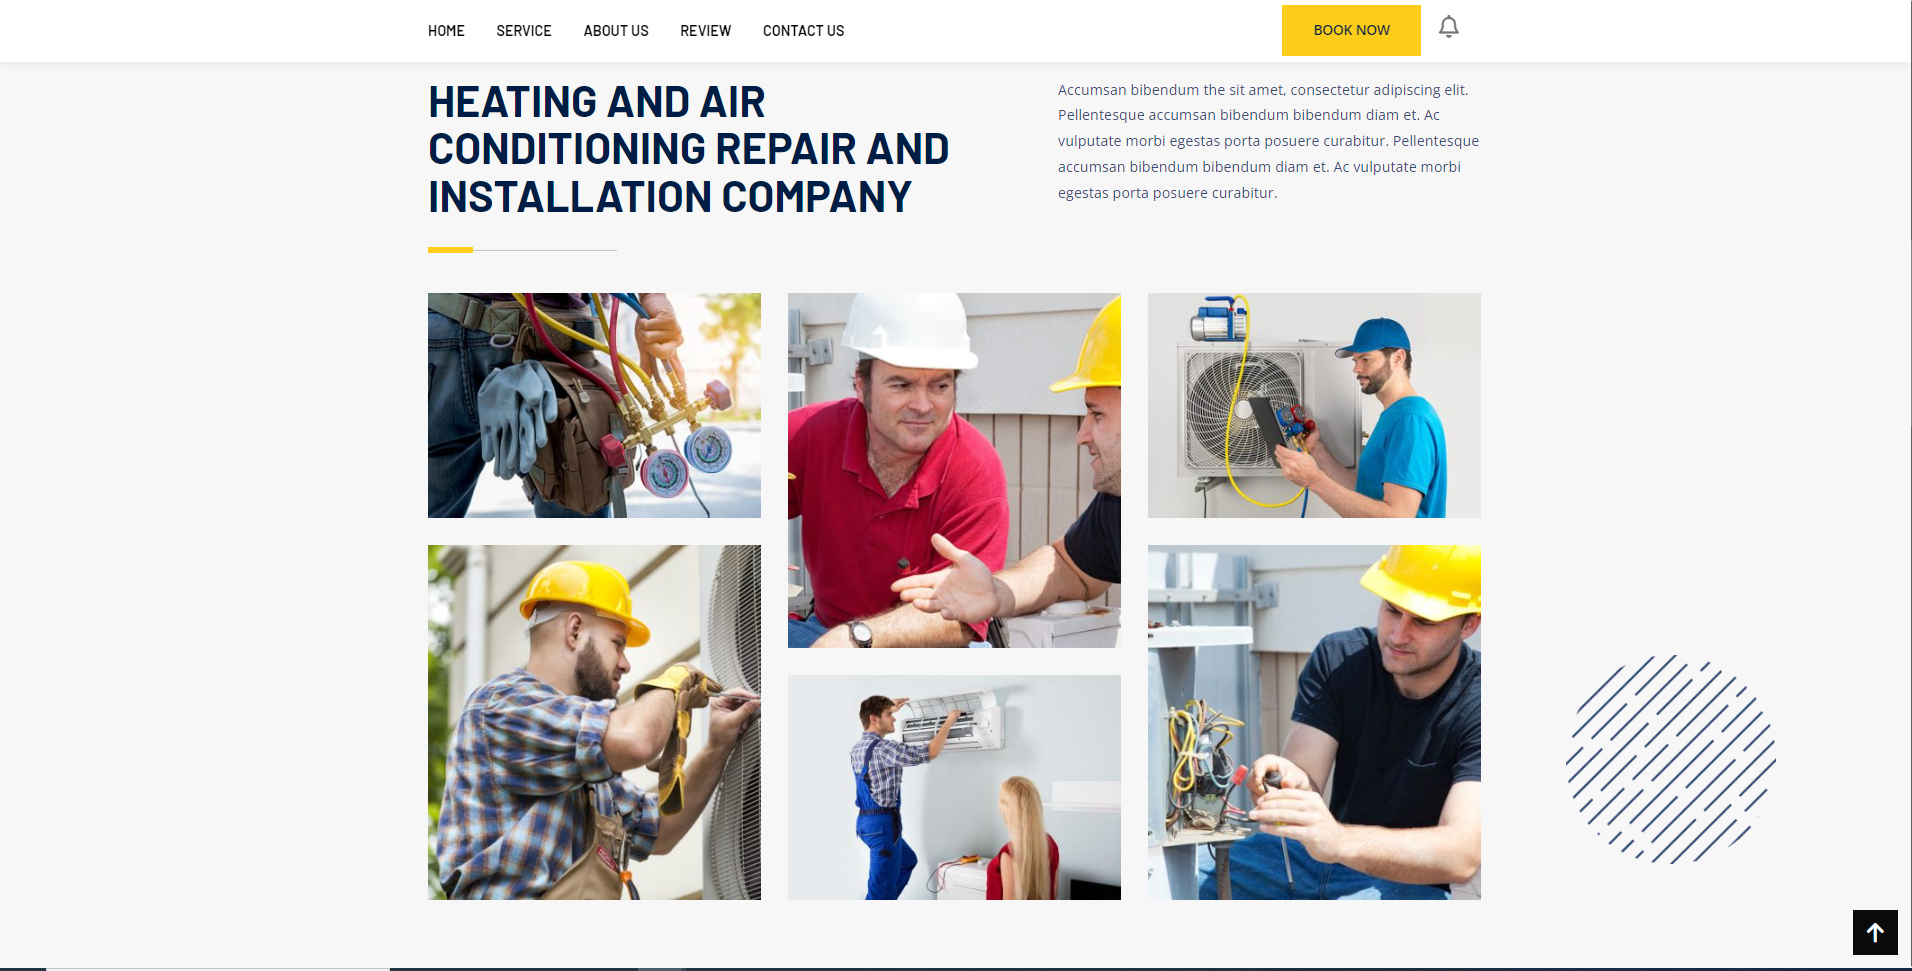 HOME SERVICE ABOUT US REVIEW CONTACT US BOOK NOW
HEATING AND AIR
CONDITIONING REPAIR AND
INSTALLATION COMPANY
Accumsan bibendum the sit amet, consectetur adipiscing elit.
Pellentesque accumsan bibendum bibendum diam et. Ac
vulputate morbi egestas porta posuere curabitur. Pellentesque
accumsan bibendum bibendum diam et. Ac vulputate morbi
egestas porta posuere curabitur.